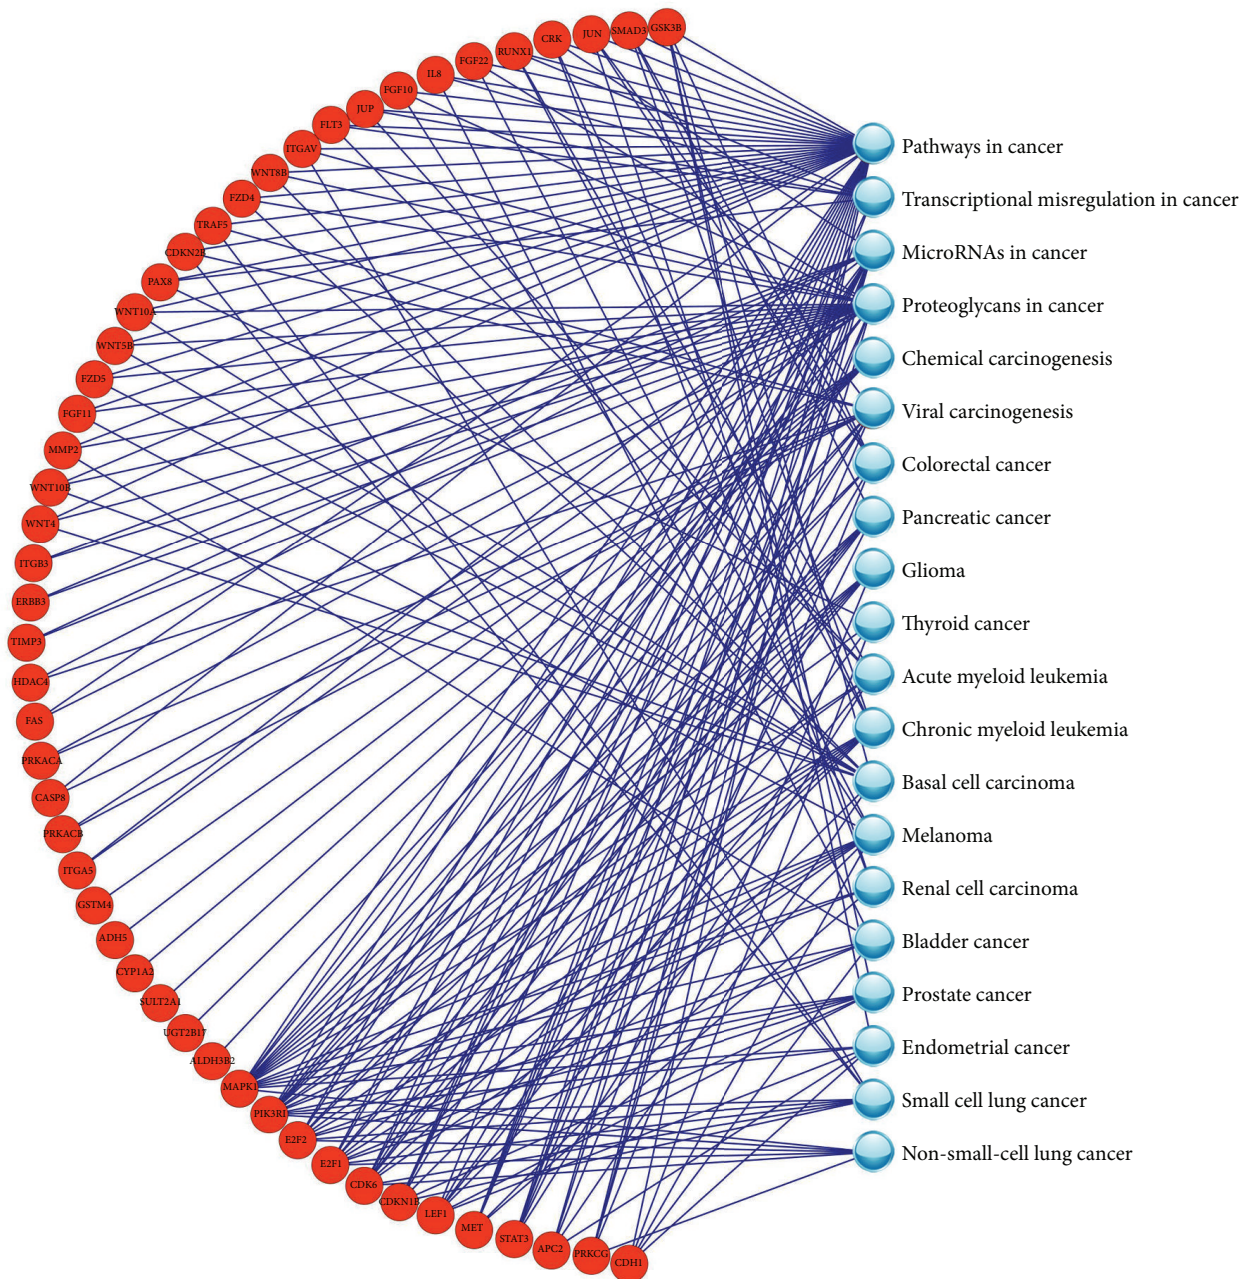 GSK3B
SMAD3
JUN
CRK
RUNX1
FGF22
IL8
FGF10
JUP
FLT3
ITGAV
WNT8B
FZD4
TRAF5
CDKN2B
PAX8
WNT10A
WNT5B
FZD5
FGF11
MMP2
WNT10B
WNT4
ITGB3
ERBB3
TIMP3
HDAC4
FAS
PRKACA
CASP8
PRKACB
ITGA5
GSTM4
ADH5
CYP1A2
SULT2A1
UGT2B17
ALDH3B2
MAPK1
PIK3RI
E2F2
E2F1
CDK6
CDKN1B
LEF1
MET
STAT3
APC2
PRKCG
CDH1
Pathways in cancer
Transcriptional misregulation in cancer
MicroRNAs in cancer
Proteoglycans in cancer
Chemical carcinogenesis
Viral carcinogenesis
Colorectal cancer
Pancreatic cancer
Glioma
Thyroid cancer
Acute myeloid leukemia
Chronic myeloid leukemia
Basal cell carcinoma
Melanoma
Renal cell carcinoma
Bladder cancer
Prostate cancer
Endometrial cancer
Small cell lung cancer
Non-small-cell lung cancer